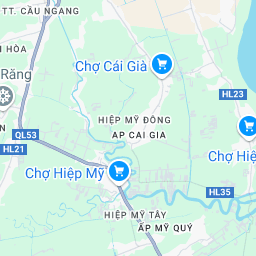 TT. CẦU NGANG
I HÒA
Chợ Cái Già
Răng
HL23
HIỆP MỸ ĐÔNG
AP CAI GIA
QL53
HL21
Chợ Hiệ
Chợ Hiệp Mỹ
HL35
HIỆP MỸ TÂY
ẤP MỸ QUÝ